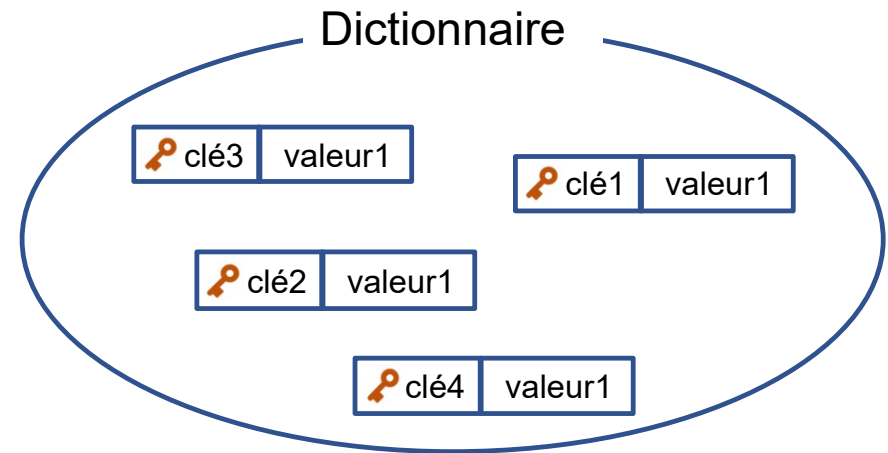 Dictionnaire
clé3 valeur1
clé1 valeur1
clé2 valeur1
clé4 valeur1